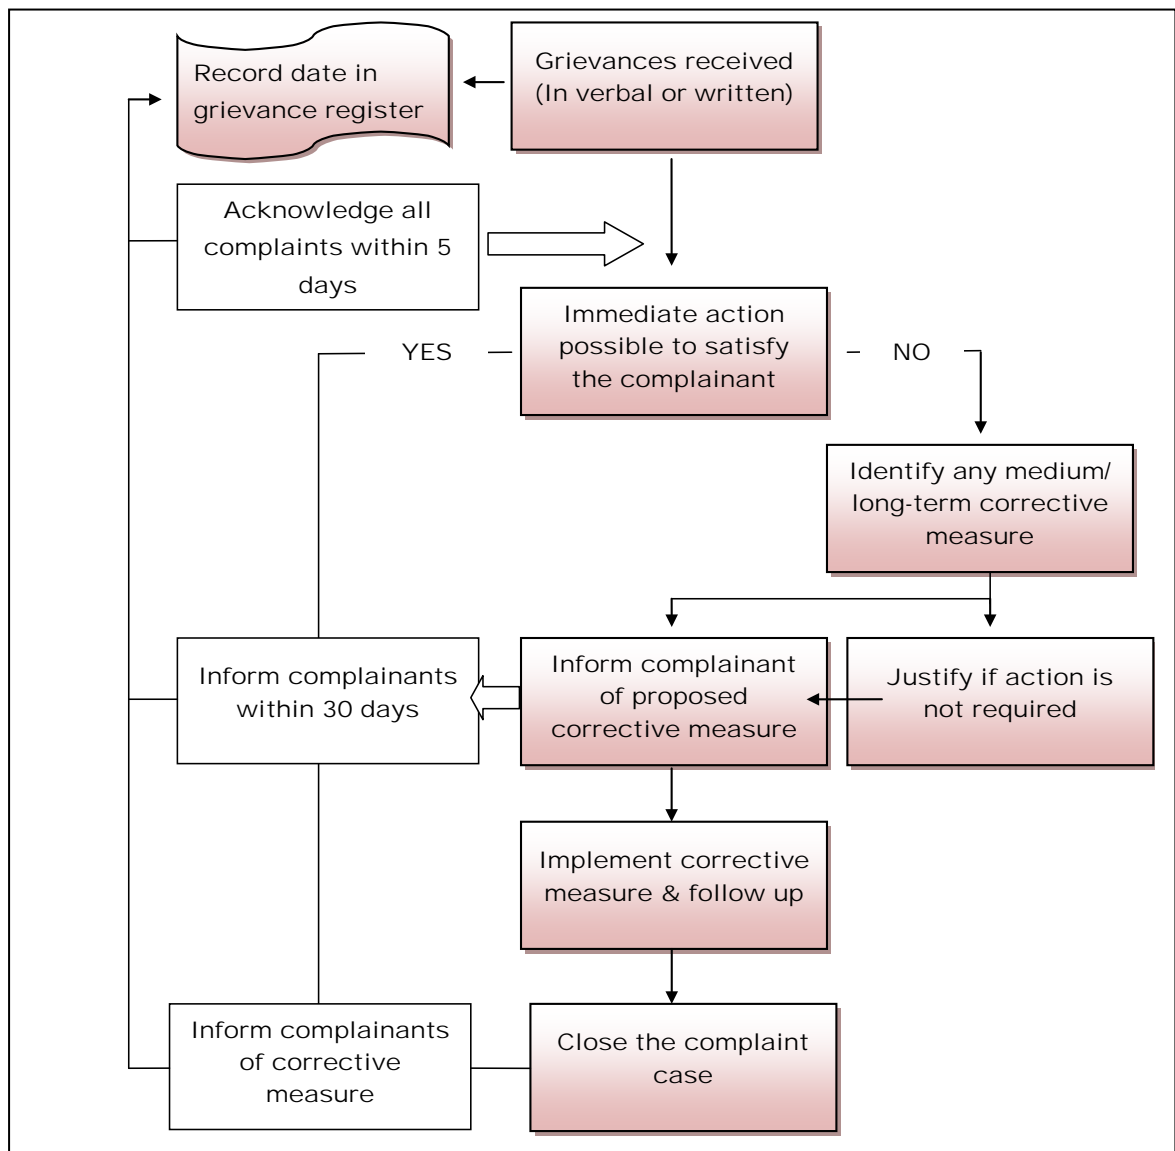 Record date in
grievance register
Grievances received
(In verbal or written)
Acknowledge all
complaints within 5
days
Immediate action
possible to satisfy
the complainant
YES
NO
Identify any medium/
long-term corrective
measure
Inform complainants
within 30 days
Inform complainant
of proposed
corrective measure
Justify if action is
not required
Implement corrective
measure & follow up
Inform complainants
of corrective
measure
Close the complaint
case